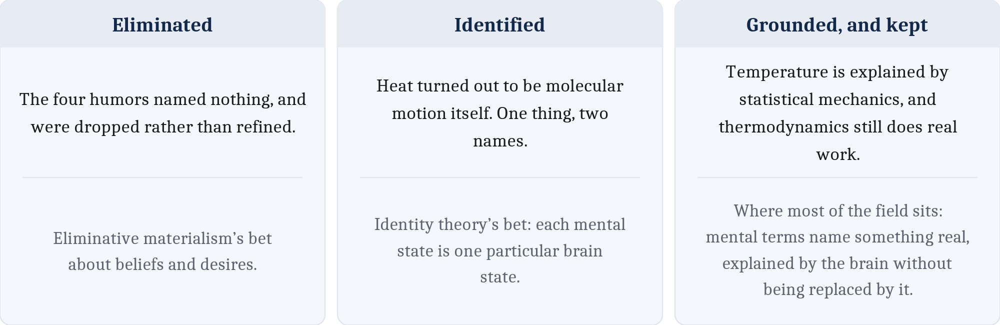 Eliminated
The four humors named nothing, and
were dropped rather than refined.
Eliminative materialism’s bet
about beliefs and desires.
Identified
Heat turned out to be molecular
motion itself. One thing, two
names.
Identity theory’s bet: each mental
state is one particular brain
state.
Grounded, and kept
Temperature is explained by
statistical mechanics, and
thermodynamics still does real
work.
Where most of the field sits:
mental terms name something real,
explained by the brain without
being replaced by it.